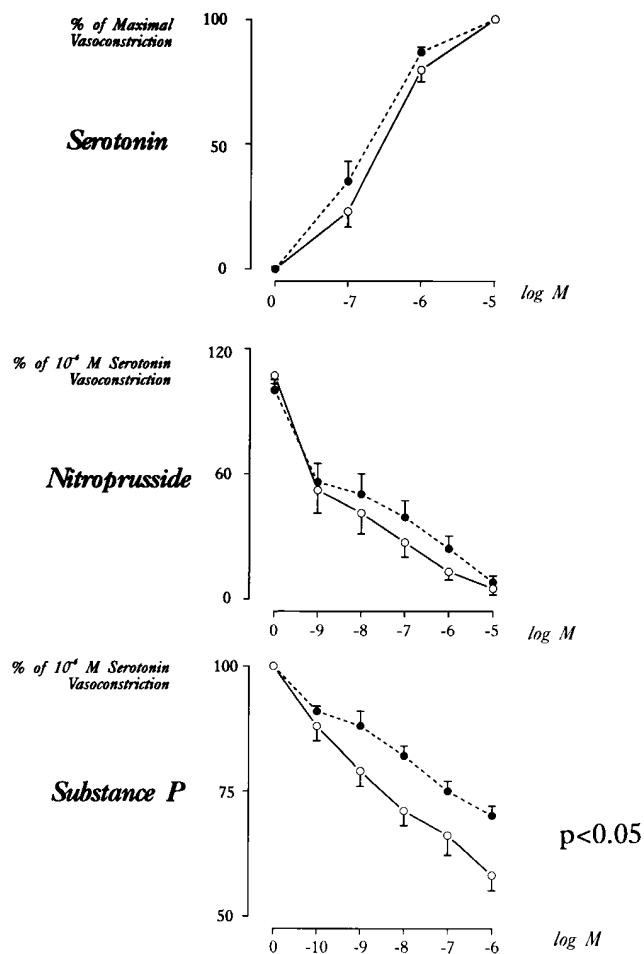 % of Maximal
Vasoconstriction
100
Serotonin
50
0
0 -7 -6 -5
log M
% of 10⁻⁴ M Serotonin
Vasoconstriction
120
Nitroprusside
60
0
0 -9 -8 -7 -6 -5
log M
% of 10⁻⁴ M Serotonin
Vasoconstriction
100
Substance P
75
p<0.05
50
0 -10 -9 -8 -7 -6
log M